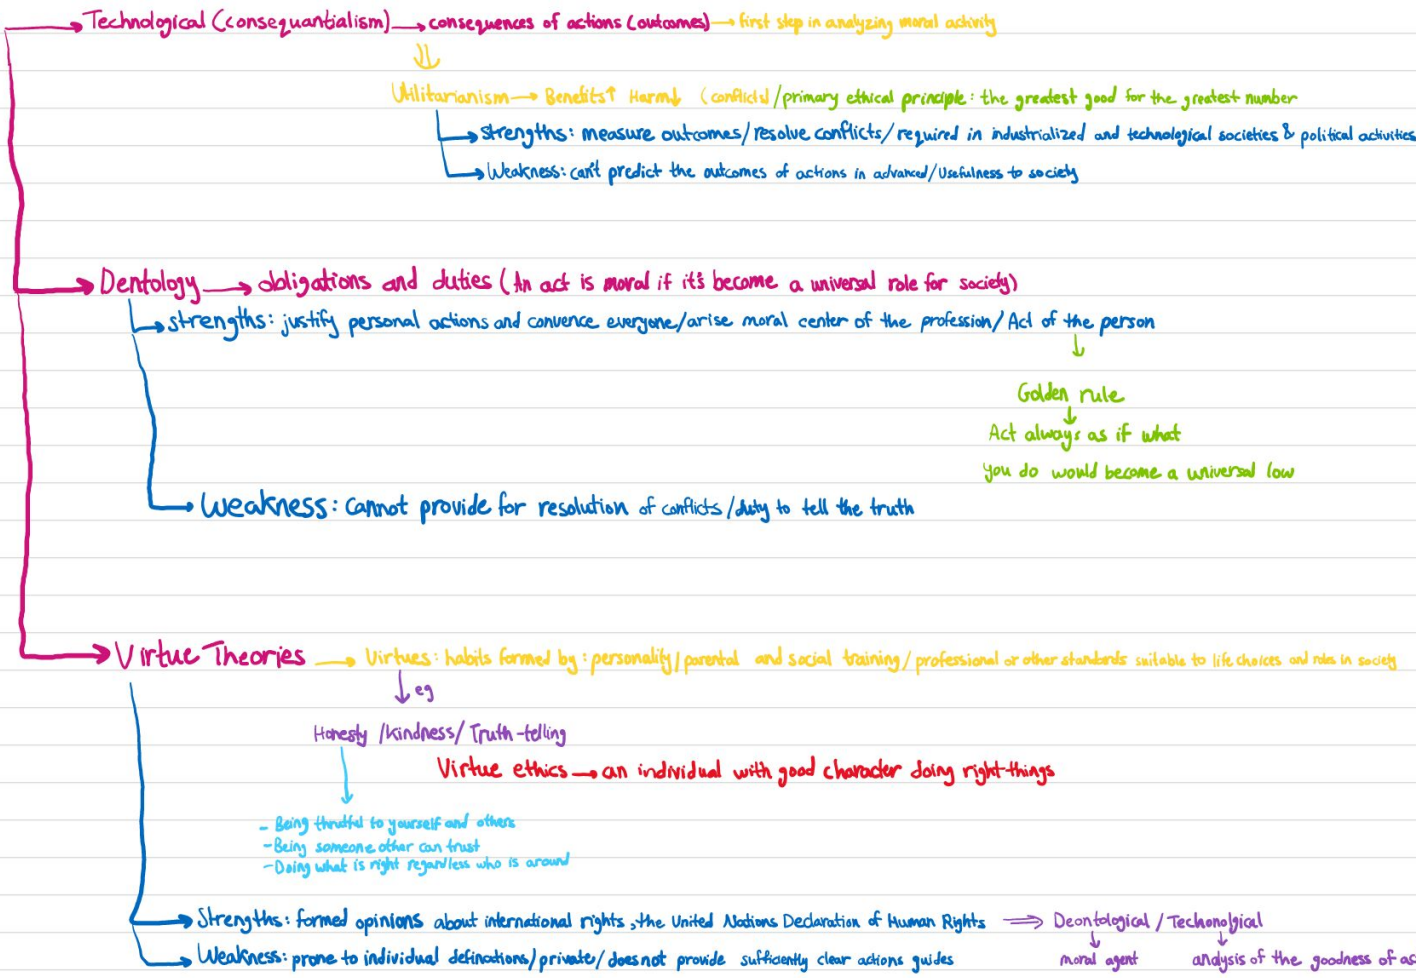 Technological (consequantialism) → consequences of actions (outcomes) → first step in analyzing moral activity
Utilitarianism → Benefits↑ Harm↓ (conflicts) / primary ethical principle: the greatest good for the greatest number
strengths: measure outcomes/resolve conflicts/required in industrialized and technological societies & political activities
Weakness: can't predict the outcomes of actions in advanced/Usefulness to society
Dentology → obligations and duties (An act is moral if it's become a universal role for society)
strengths: justify personal actions and convence everyone/arise moral center of the profession/ Act of the person
Golden rule
Act always as if what
you do would become a universal low
Weakness: Cannot provide for resolution of conflicts/duty to tell the truth
Virtue Theories → Virtues: habits formed by: personality/parental and social training/professional or other standards suitable to life choices and roles in society
eg
Honesty /Kindness/ Truth-telling
Virtue ethics → an individual with good character doing right-things
- Being thrutful to yourself and others
- Being someone other can trust
- Doing what is right regardless who is around
Strengths: formed opinions about international rights, the United Nations Declaration of Human Rights ⇒ Deontological / Techonolgical
moral agent analysis of the goodness of as
Weakness: prone to individual definations/private/does not provide sufficiently clear actions guides